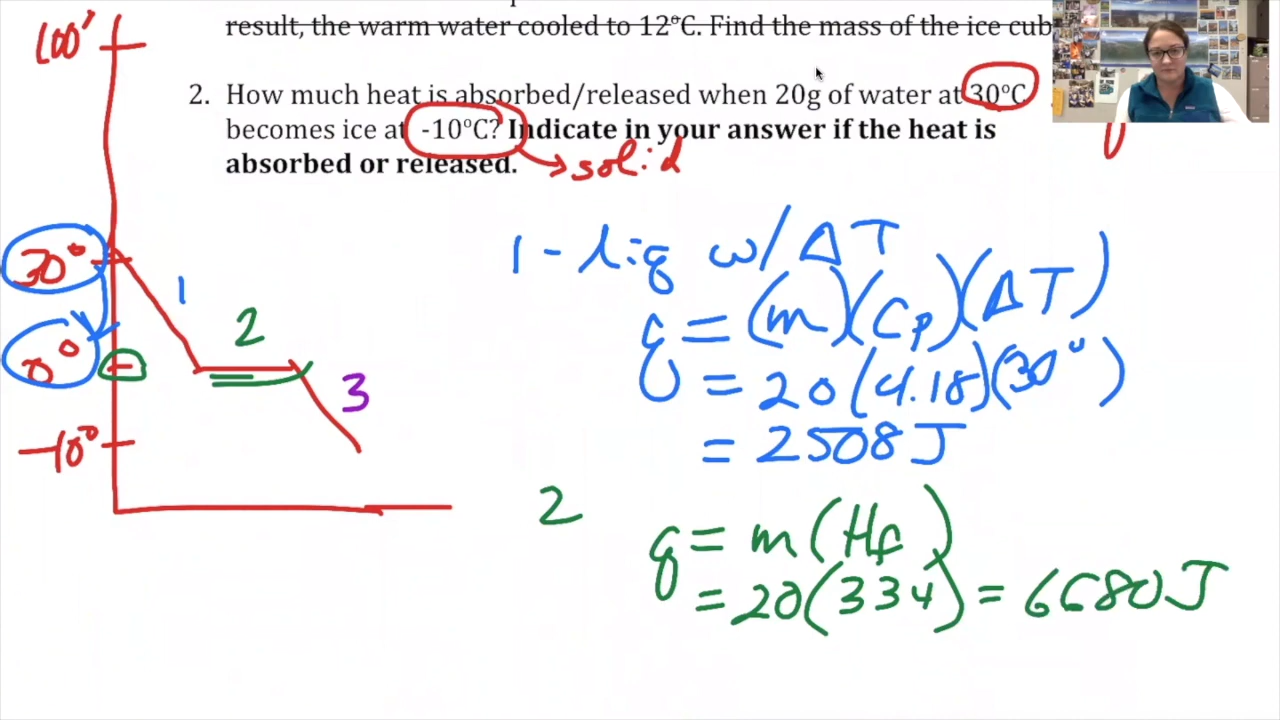 result, the warm water cooled to 12°C. Find the mass of the ice cub
2. How much heat is absorbed/released when 20g of water at 30°C
becomes ice at -10°C? Indicate in your answer if the heat is
absorbed or released.
solid
100°
30°
0°
-10°
1
2
3
1 - liq w/ ΔT
q = (m)(Cp)(ΔT)
= 20(4.18)(30°)
= 2508 J
2
q = m(Hf)
= 20(334) = 6680 J